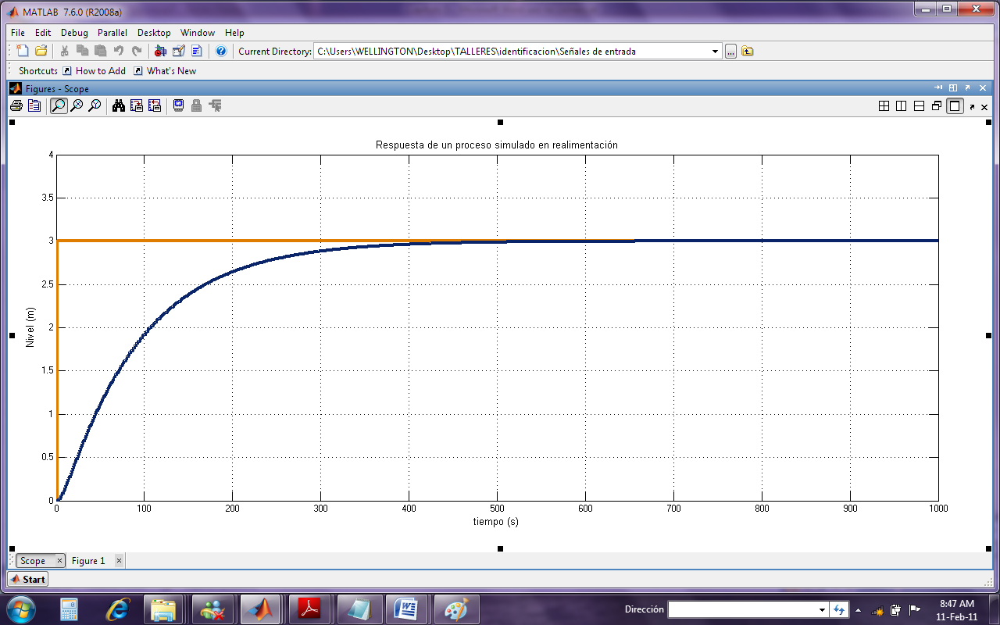 MATLAB 7.6.0 (R2008a)
File Edit Debug Parallel Desktop Window Help
Current Directory: C:\Users\WELLINGTON\Desktop\TALLERES\identificacion\Señales de entrada ...
Shortcuts How to Add What's New
Figures - Scope
Respuesta de un proceso simulado en realimentación
4
3.5
3
2.5
2
1.5
1
0.5
0
Nivel (m)
0 100 200 300 400 500 600 700 800 900 1000
tiempo (s)
Scope Figure 1
Start
Dirección
8:47 AM
11-Feb-11